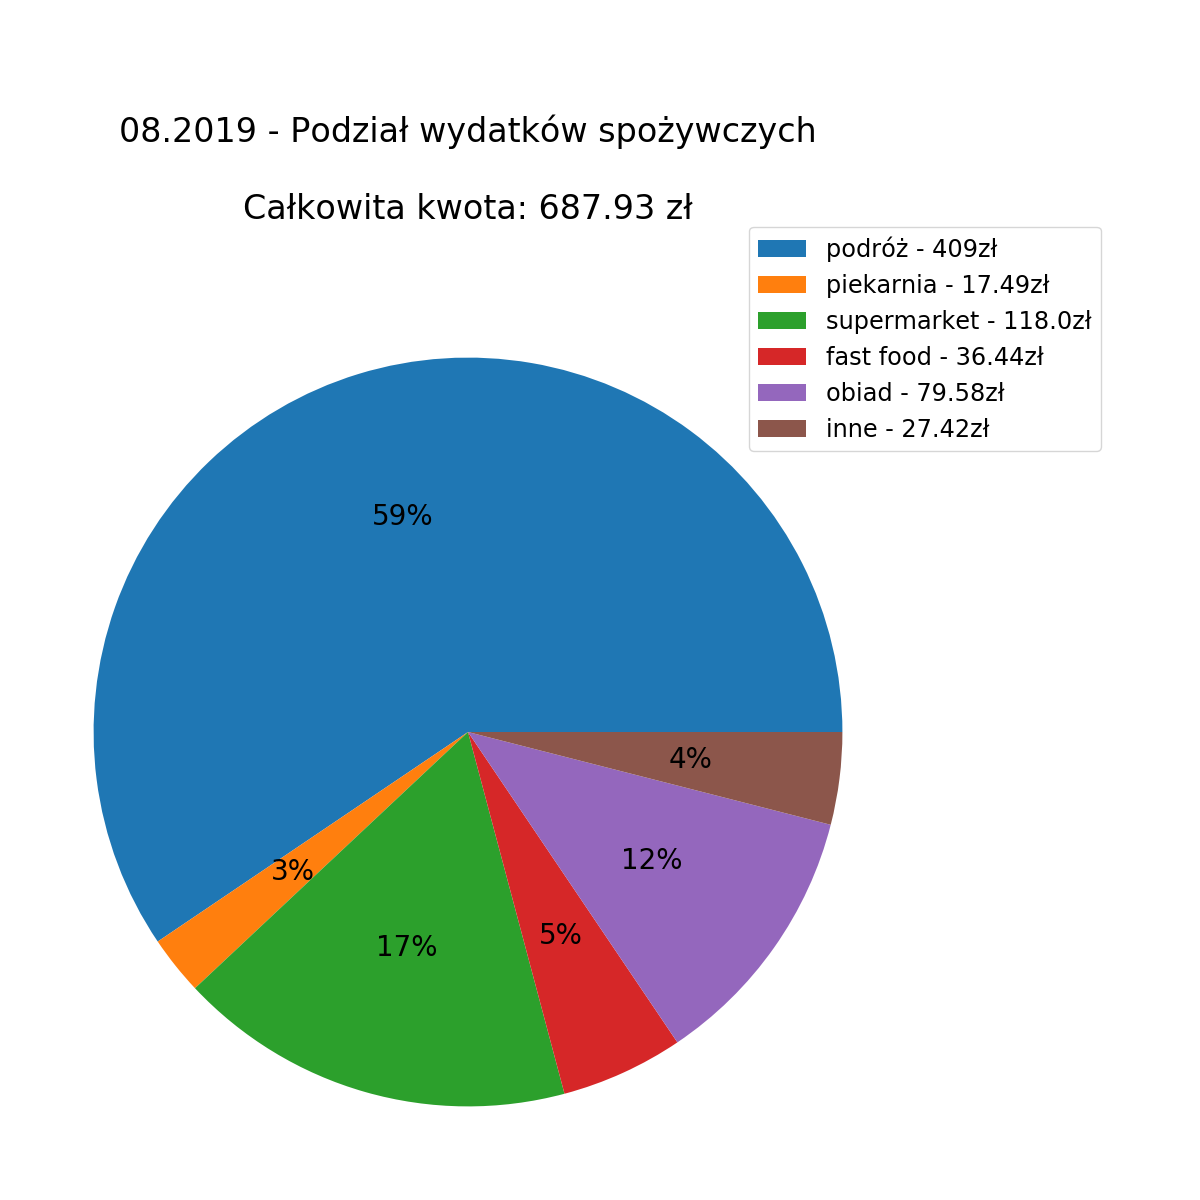 08.2019 - Podział wydatków spożywczych
Całkowita kwota: 687.93 zł
podróż - 409zł
piekarnia - 17.49zł
supermarket - 118.0zł
fast food - 36.44zł
obiad - 79.58zł
inne - 27.42zł
59%
4%
12%
3%
5%
17%